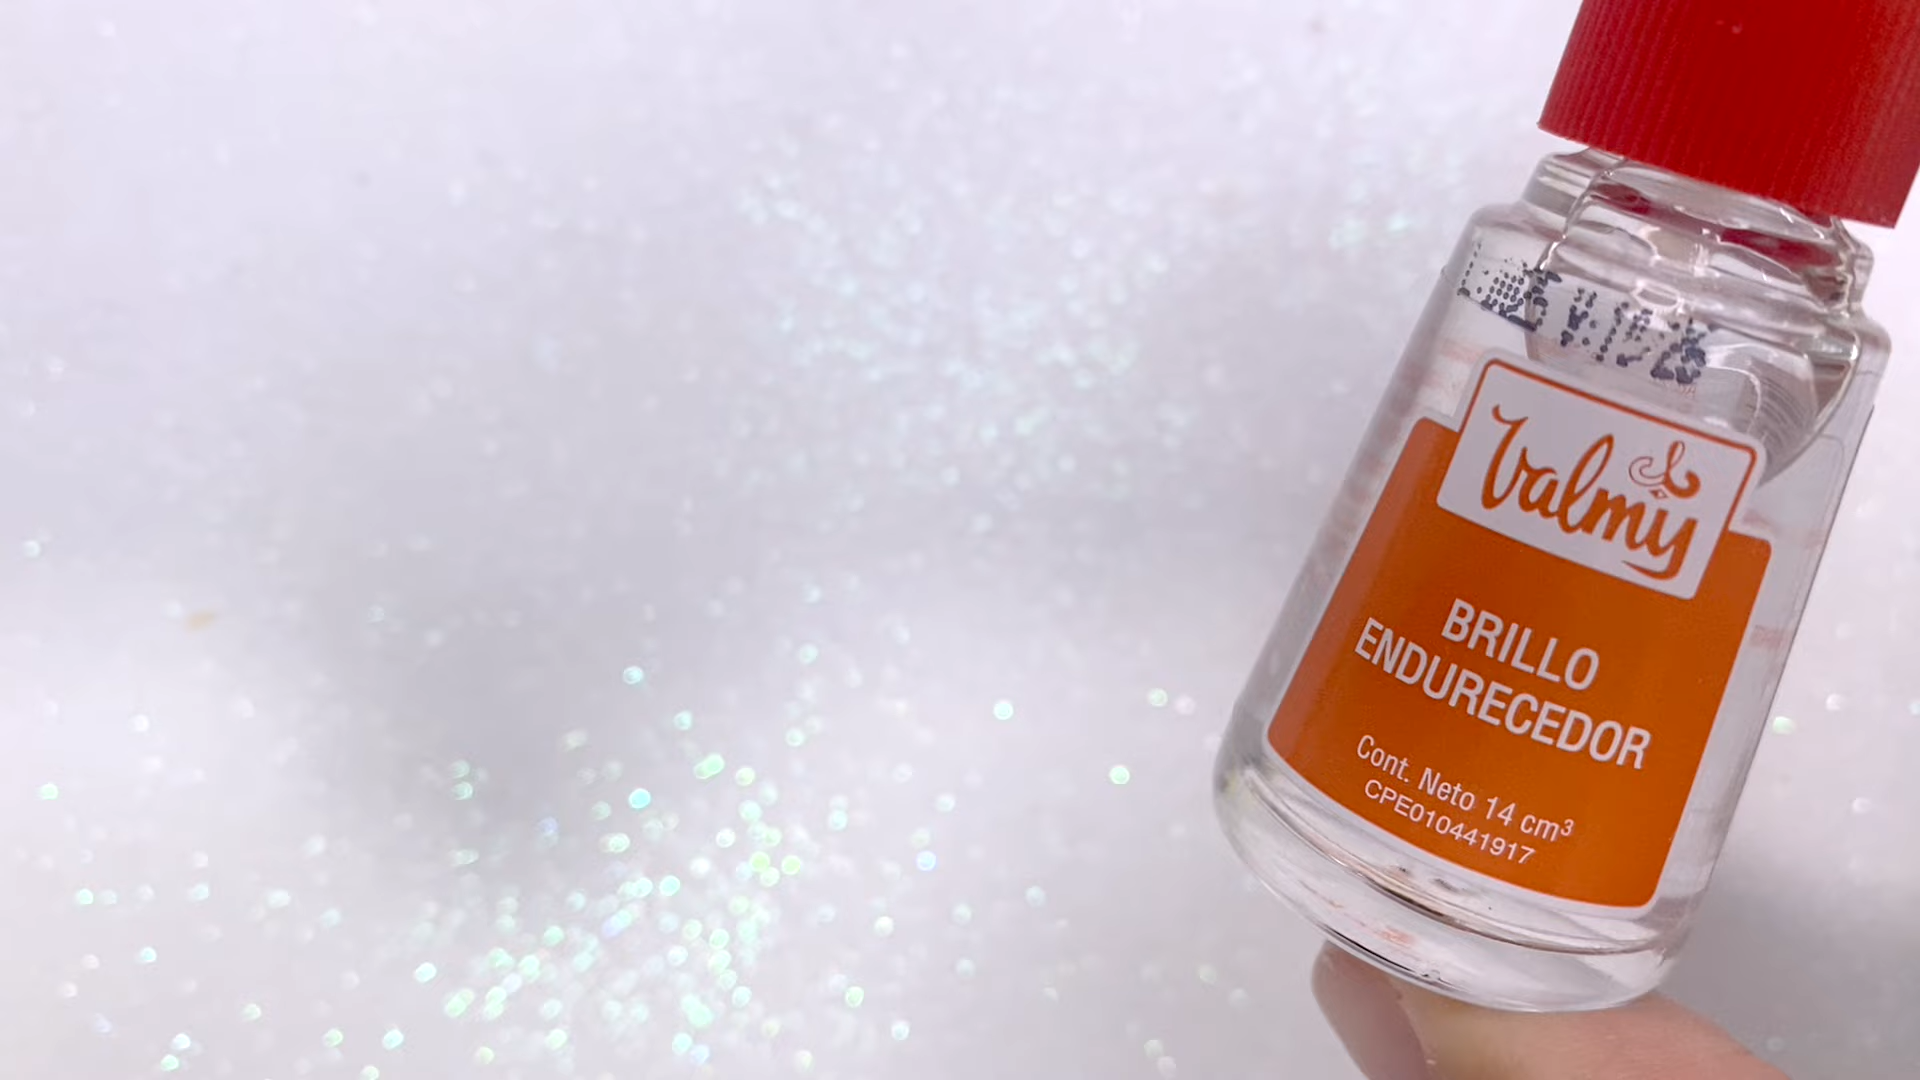 Valmy
BRILLO
ENDURECEDOR
Cont. Neto 14 cm³
CPE010441917